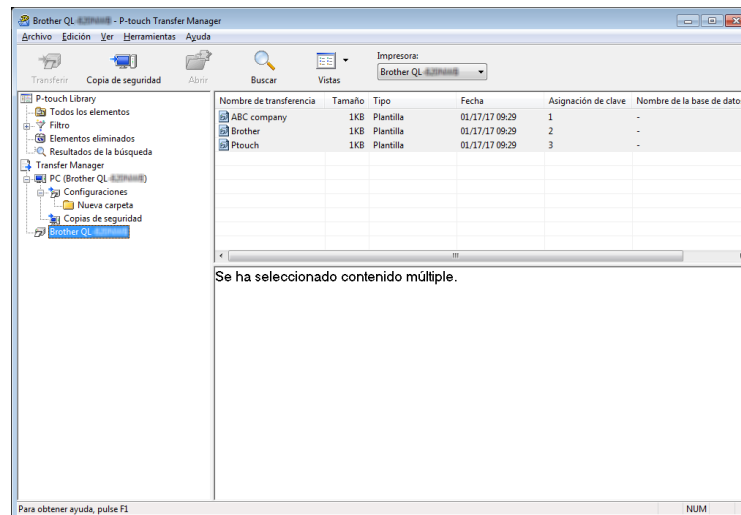 Brother QL - P-touch Transfer Manager
Archivo Edición Ver Herramientas Ayuda
Transferir Copia de seguridad Abrir Buscar Vistas
Impresora:
Brother QL
P-touch Library
Todos los elementos
Filtro
Elementos eliminados
Resultados de la búsqueda
Transfer Manager
PC (Brother QL )
Configuraciones
Nueva carpeta
Copias de seguridad
Brother QL
Nombre de transferencia Tamaño Tipo Fecha Asignación de clave Nombre de la base de dato
ABC company 1KB Plantilla 01/17/17 09:29 1 -
Brother 1KB Plantilla 01/17/17 09:29 2 -
Ptouch 1KB Plantilla 01/17/17 09:29 3 -
Se ha seleccionado contenido múltiple.
Para obtener ayuda, pulse F1
NUM